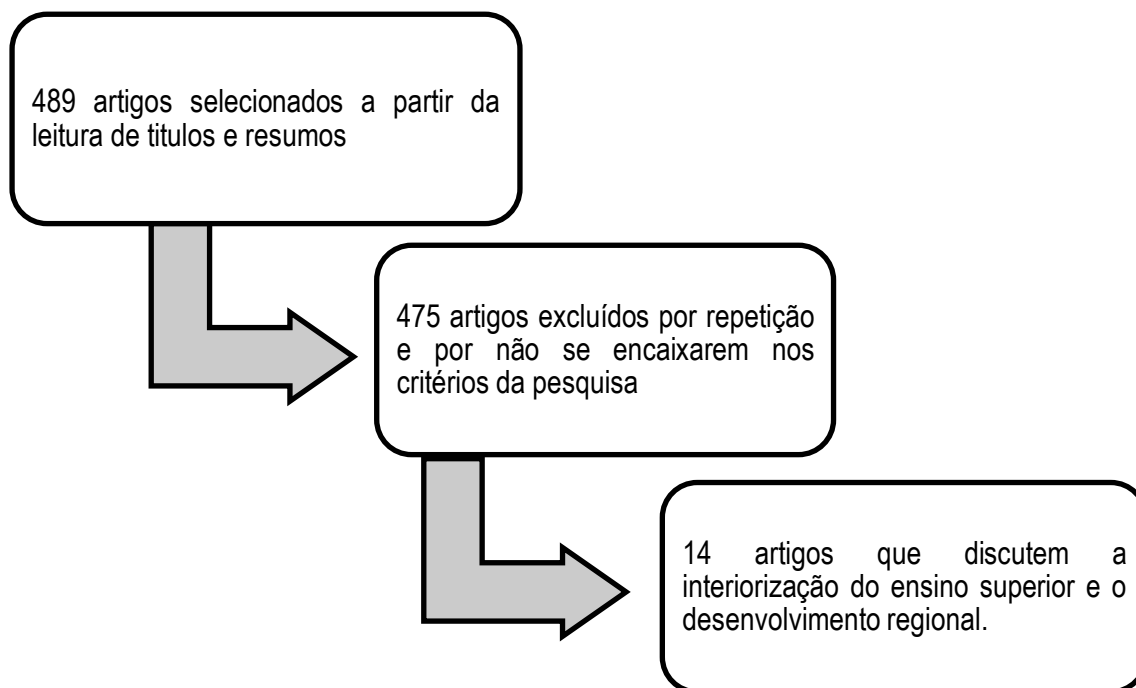 489 artigos selecionados a partir da
leitura de titulos e resumos
475 artigos excluídos por repetição
e por não se encaixarem nos
critérios da pesquisa
14 artigos que discutem a
interiorização do ensino superior e o
desenvolvimento regional.